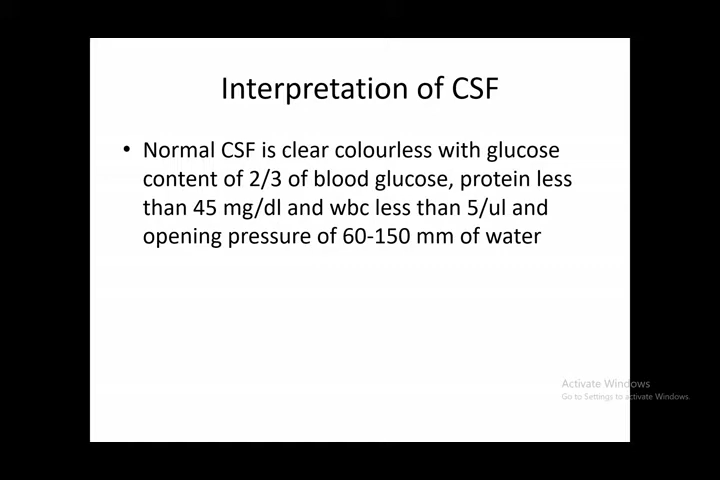 Interpretation of CSF
• Normal CSF is clear colourless with glucose
content of 2/3 of blood glucose, protein less
than 45 mg/dl and wbc less than 5/ul and
opening pressure of 60-150 mm of water
Activate Windows
Go to Settings to activate Windows.